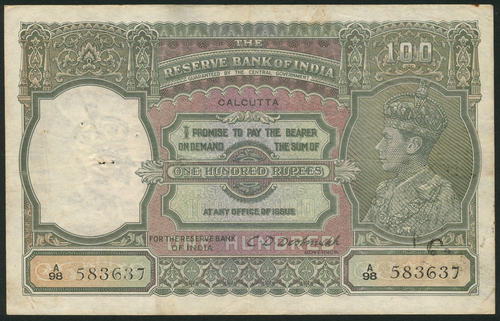 THE
RESERVE BANK OF INDIA
GUARANTEED BY THE CENTRAL GOVERNMENT
100
CALCUTTA
I PROMISE TO PAY THE BEARER
ON DEMAND THE SUM OF
ONE HUNDRED RUPEES
AT ANY OFFICE OF ISSUE
FOR THE RESERVE BANK
OF INDIA
C D Deshmukh
GOVERNOR
A/98 583637
A/98 583637